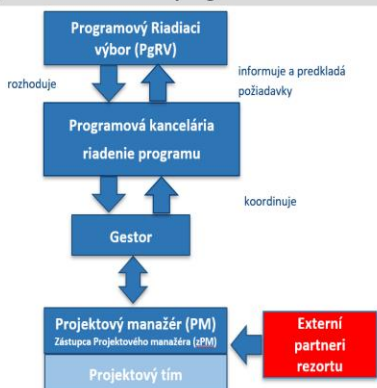 Programový Riadiaci
výbor (PgRV)
rozhoduje
informuje a predkladá
požiadavky
Programová kancelária
riadenie programu
koordinuje
Gestor
Projektový manažér (PM)
Zástupca Projektového manažéra (zPM)
Projektový tím
Externí
partneri
rezortu